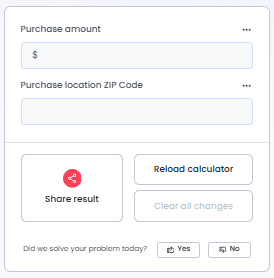 Purchase amount
$
Purchase location ZIP Code
Share result
Reload calculator
Clear all changes
Did we solve your problem today?
Yes
No